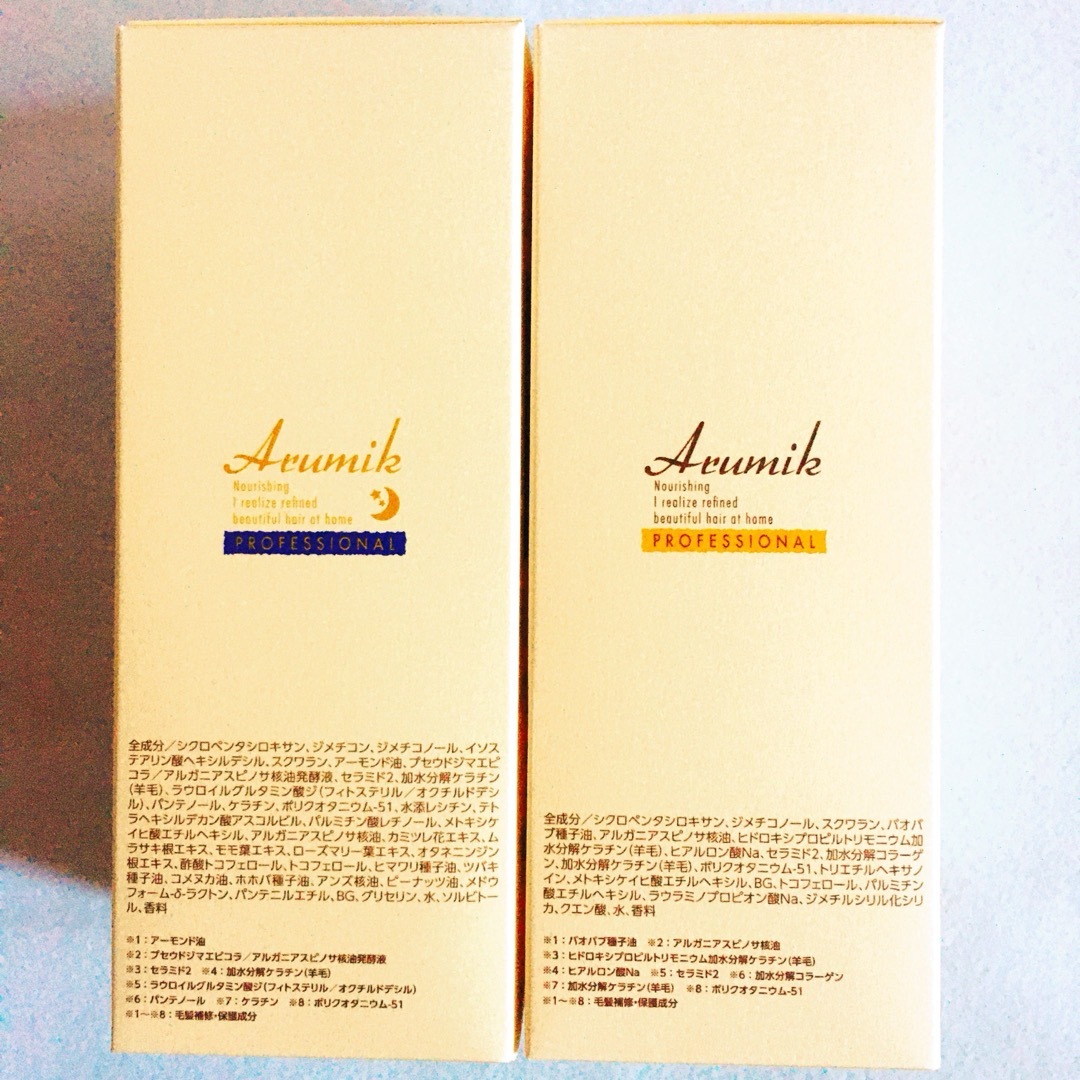 Arumik
Nourishing
I realize refined
beautiful hair at home
PROFESSIONAL
全成分/シクロペンタシロキサン、ジメチコン、ジメチコノール、イソス
テアリン酸ヘキシルデシル、スクワラン、アーモンド油、プセウドジマエピ
コラ/アルガニアスピノサ核油発酵液、セラミド2、加水分解ケラチン
(羊毛)、ラウロイルグルタミン酸ジ(フィトステリル/オクチルドデシ
ル)、パンテノール、ケラチン、ポリクオタニウム-51、水添レシチン、テト
ラヘキシルデカン酸アスコルビル、パルミチン酸レチノール、メトキシケ
イヒ酸エチルヘキシル、アルガニアスピノサ核油、カミツレ花エキス、ム
ラサキ根エキス、モモ葉エキス、ローズマリー葉エキス、オタネニンジン
根エキス、酢酸トコフェロール、トコフェロール、ヒマワリ種子油、ツバキ
種子油、コメヌカ油、ホホバ種子油、アンズ核油、ピーナッツ油、メドウ
フォーム-δ-ラクトン、パンテニルエチル、BG、グリセリン、水、ソルビトー
ル、香料
※1:アーモンド油
※2:プセウドジマエピコラ/アルガニアスピノサ核油発酵液
※3:セラミド2 ※4:加水分解ケラチン(羊毛)
※5:ラウロイルグルタミン酸ジ(フィトステリル/オクチルドデシル)
※6:パンテノール ※7:ケラチン ※8:ポリクオタニウム-51
※1～※8:毛髪補修・保護成分
Arumik
Nourishing
I realize refined
beautiful hair at home
PROFESSIONAL
全成分/シクロペンタシロキサン、ジメチコノール、スクワラン、バオバ
ブ種子油、アルガニアスピノサ核油、ヒドロキシプロピルトリモニウム加
水分解ケラチン(羊毛)、ヒアルロン酸Na、セラミド2、加水分解コラーゲ
ン、加水分解ケラチン(羊毛)、ポリクオタニウム-51、トリエチルヘキサノ
イン、メトキシケイヒ酸エチルヘキシル、BG、トコフェロール、パルミチン
酸エチルヘキシル、ラウラミノプロピオン酸Na、ジメチルシリル化シリ
カ、クエン酸、水、香料
※1:バオバブ種子油 ※2:アルガニアスピノサ核油
※3:ヒドロキシプロピルトリモニウム加水分解ケラチン(羊毛)
※4:ヒアルロン酸Na ※5:セラミド2 ※6:加水分解コラーゲン
※7:加水分解ケラチン(羊毛) ※8:ポリクオタニウム-51
※1～※8:毛髪補修・保護成分